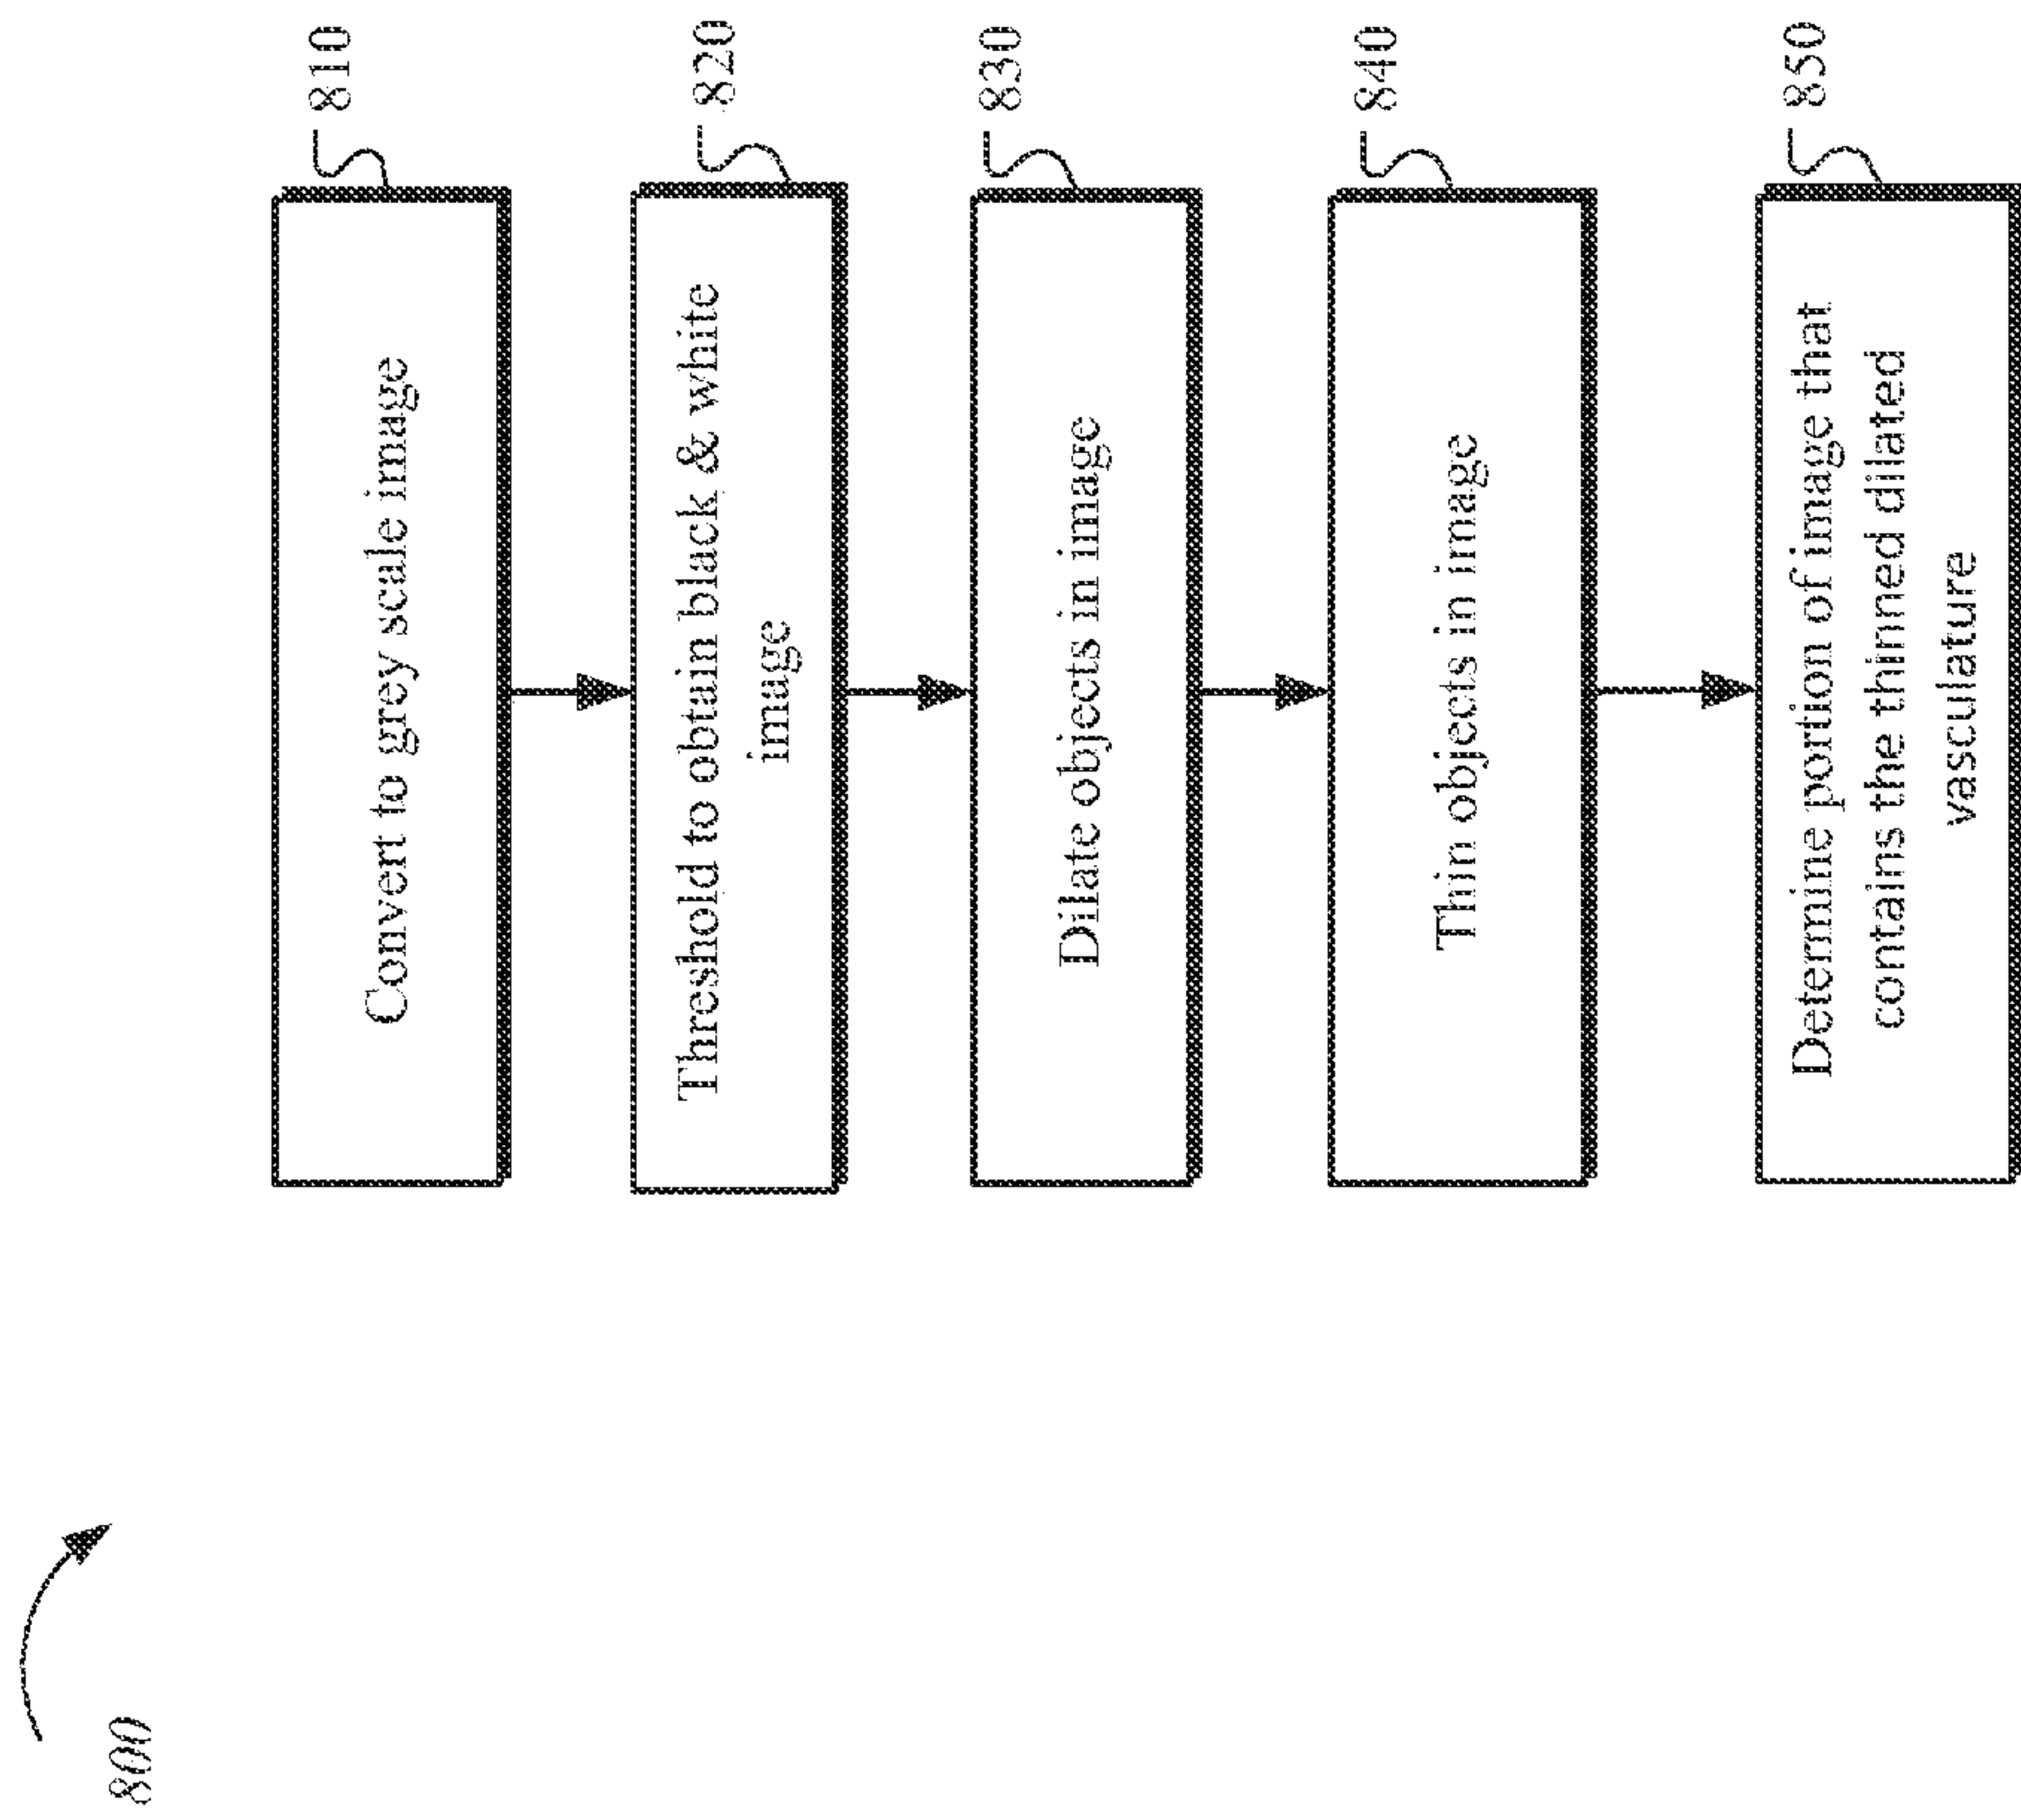 800
Convert to grey scale image
810
Threshold to obtain black & white
image
820
Dilate objects in image
830
Thin objects in image
840
Determine portion of image that
contains the thinned dilated
vasculature
850